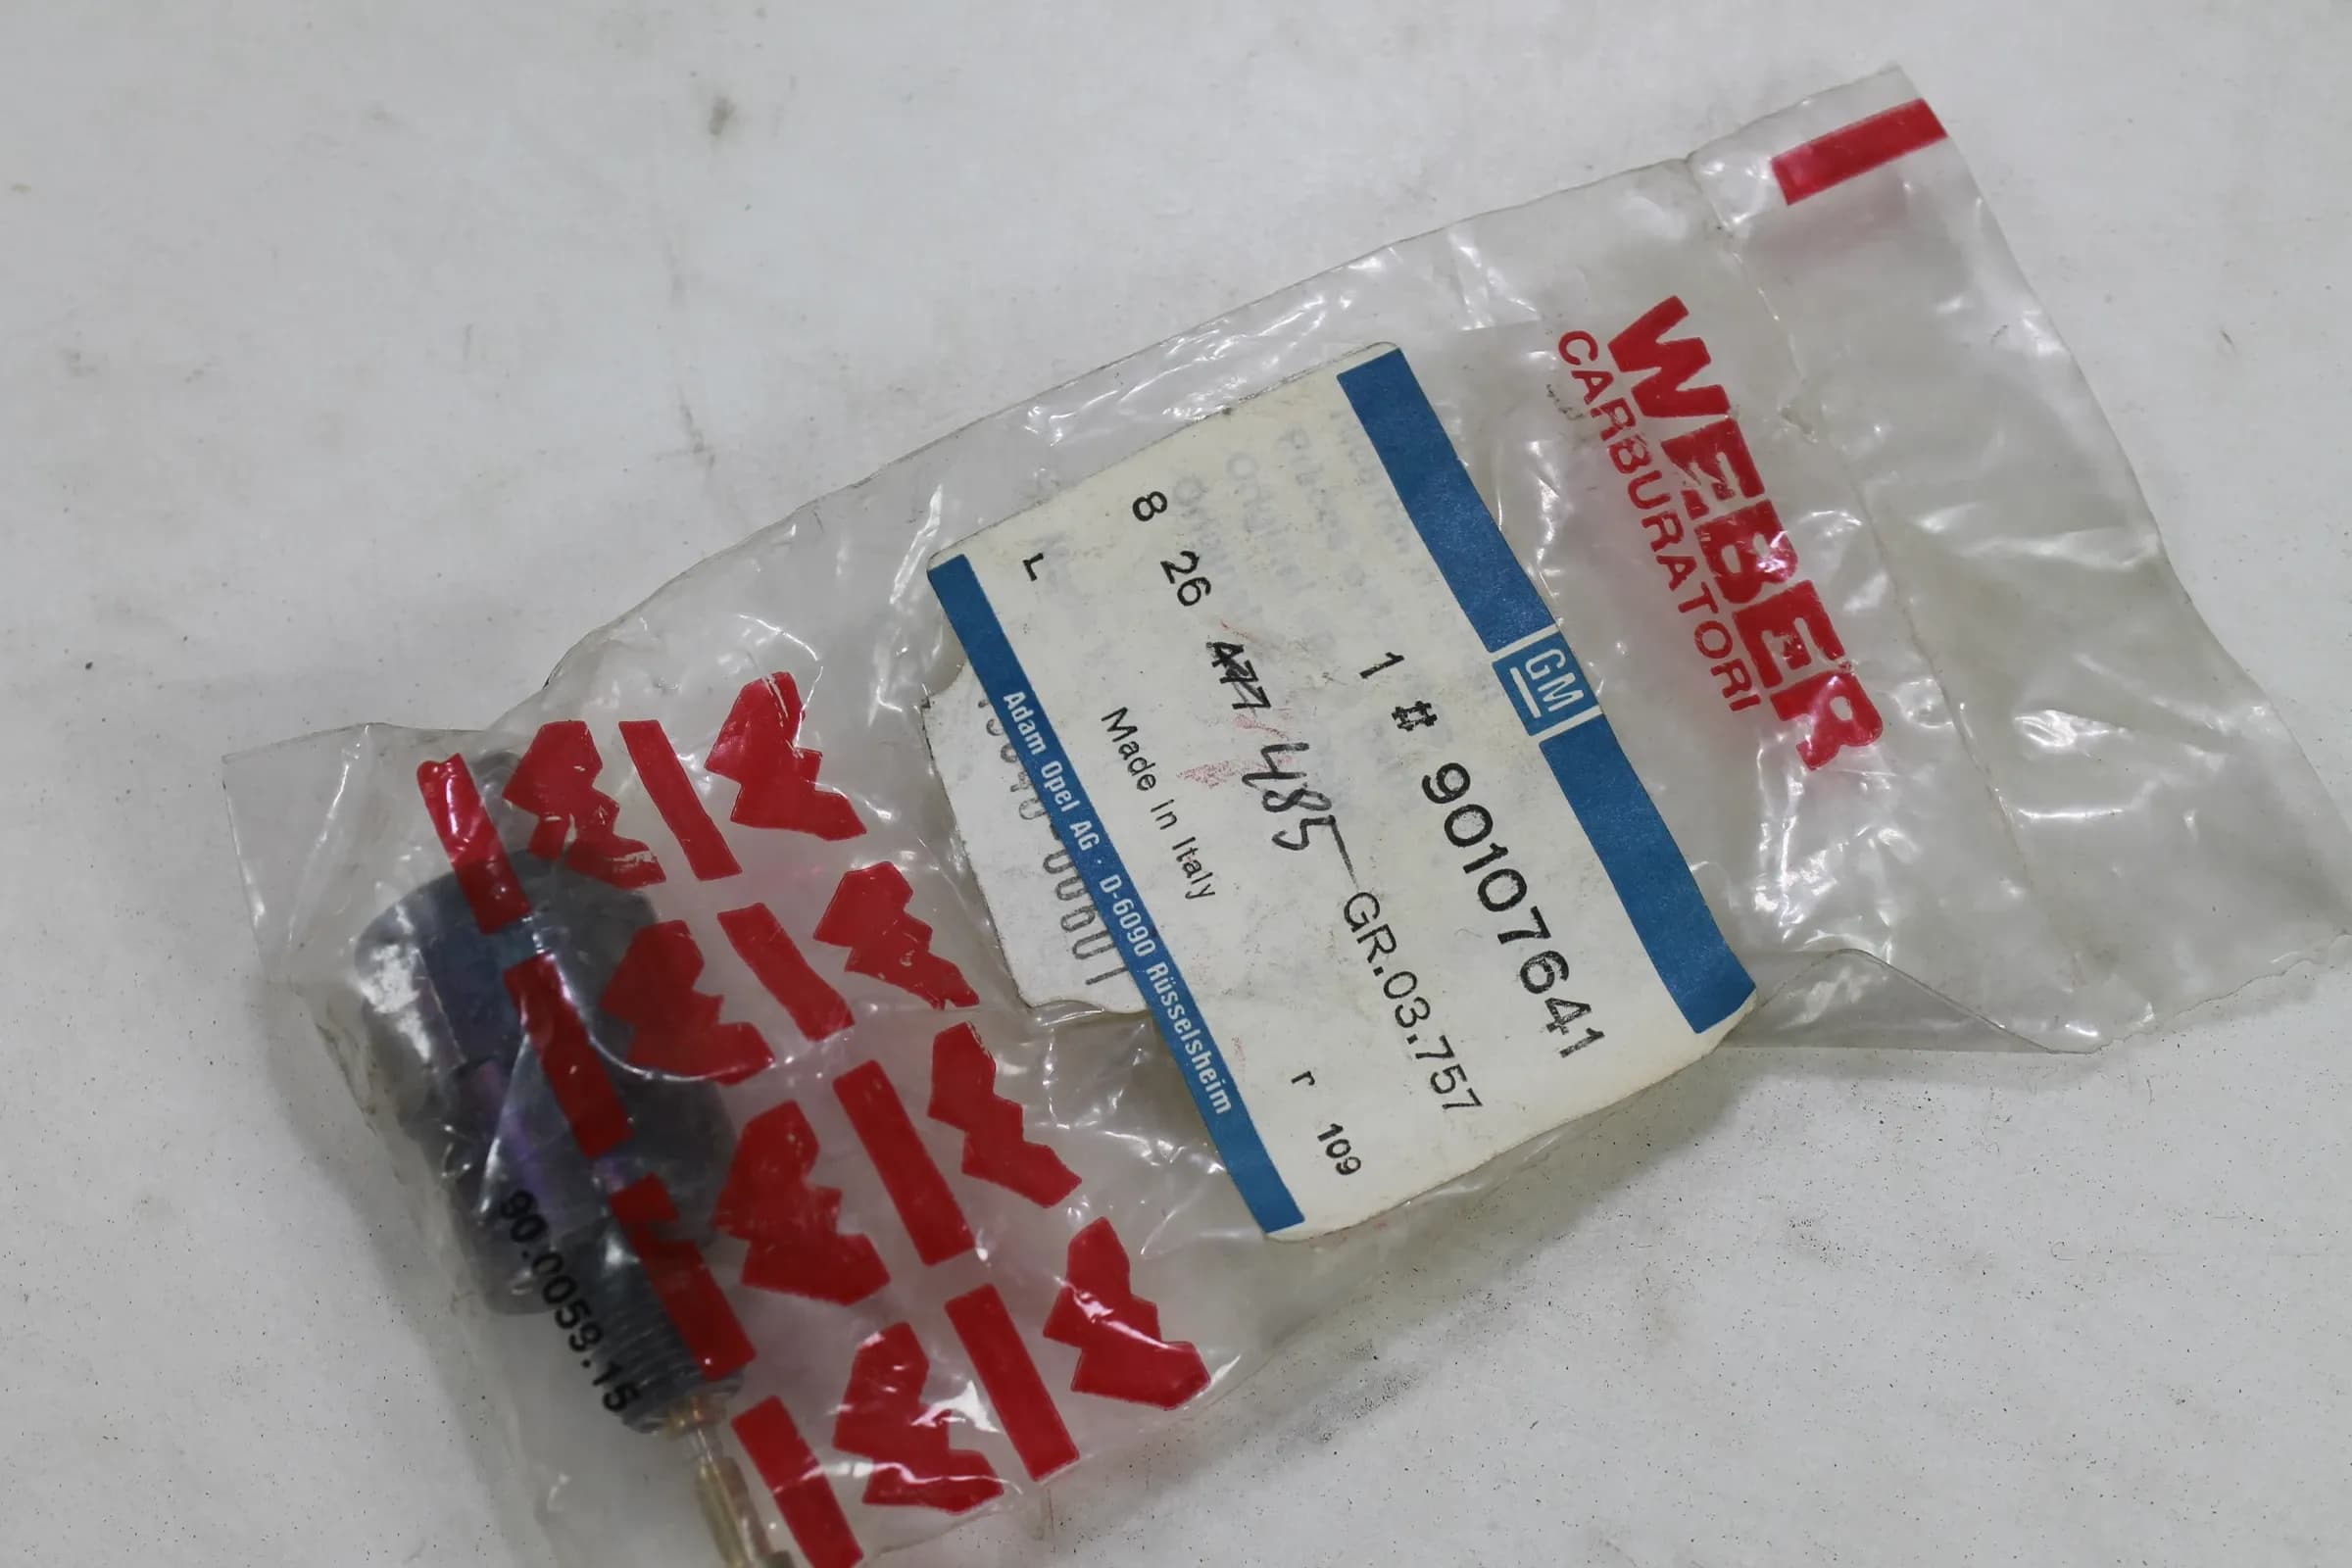 WEBER
CARBURATORI
GM
1 # 90107641
8 26 477 485 GR.03.757
Made in Italy
L
r 109
Adam Opel AG · D-6090 Rüsselsheim
90.0059.15